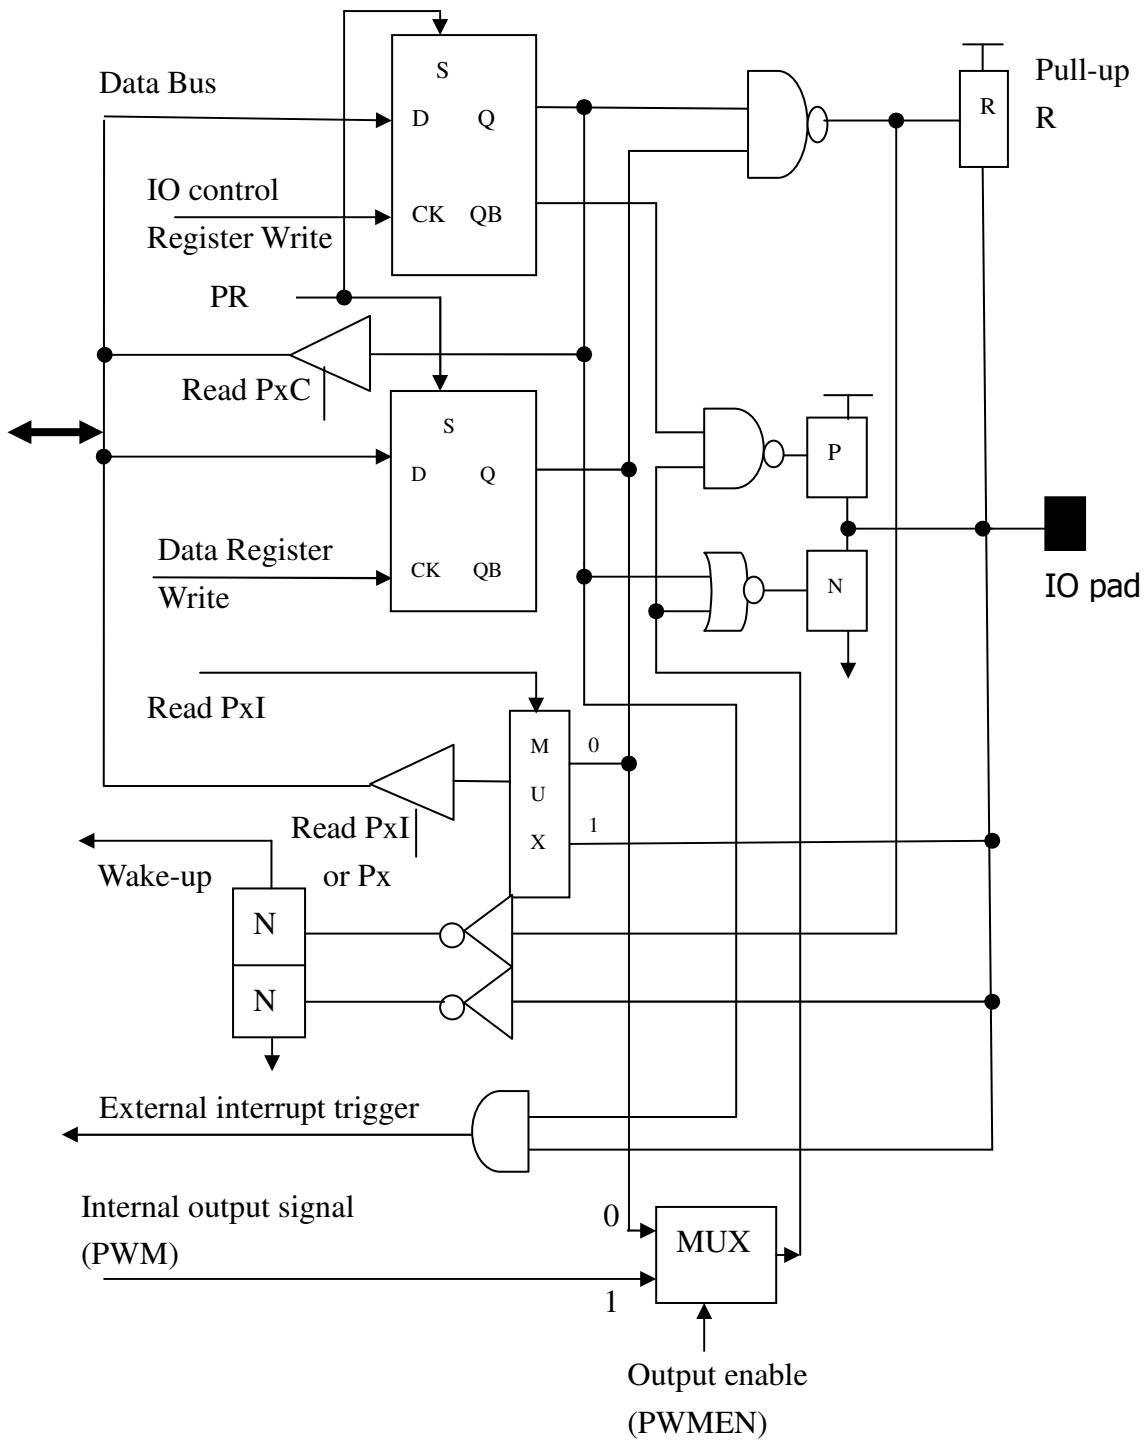 Data Bus
S
D Q
IO control
CK QB
Register Write
PR
R
Pull-up
R
Read PxC
S
D Q
P
Data Register
CK QB
Write
N
IO pad
Read PxI
M
U
X
0
1
Read PxI
or Px
Wake-up
N
N
External interrupt trigger
Internal output signal
(PWM)
0
MUX
1
Output enable
(PWMEN)